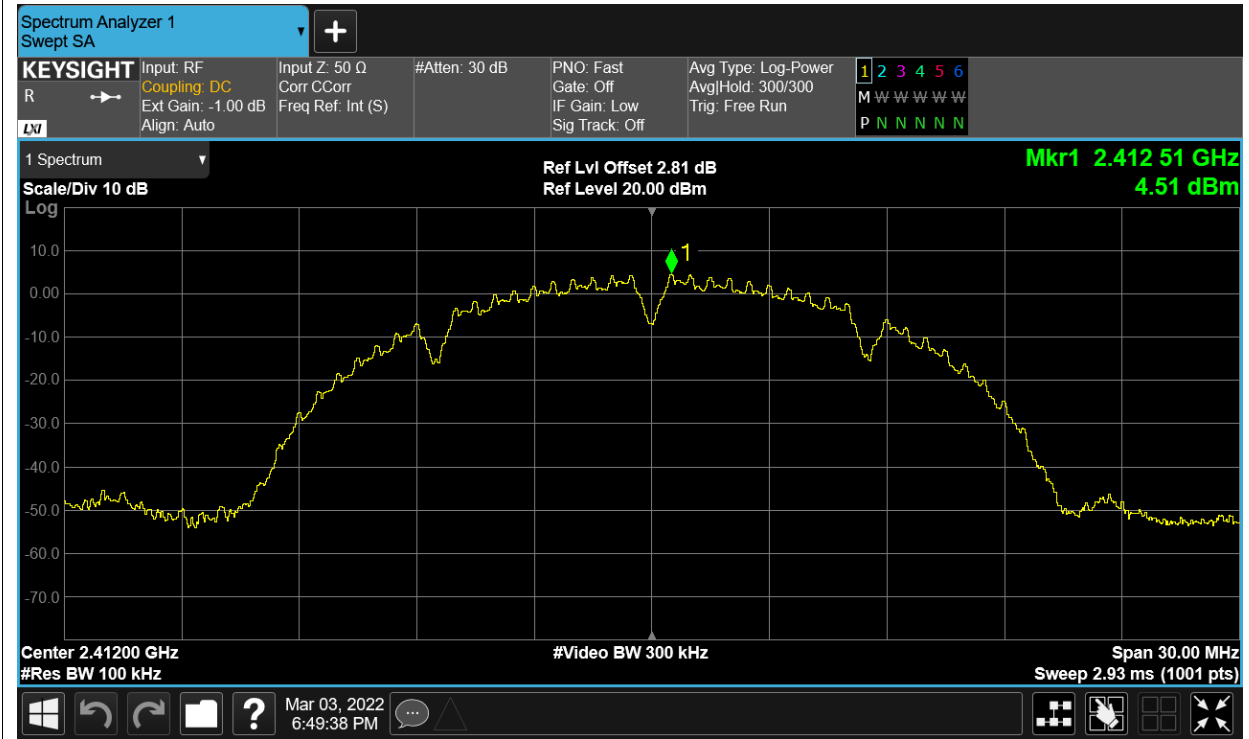 Spectrum Analyzer 1
Swept SA
KEYSIGHT
R
LXI
Input: RF
Coupling: DC
Ext Gain: -1.00 dB
Align: Auto
Input Z: 50 Ω
Corr CCorr
Freq Ref: Int (S)
#Atten: 30 dB
PNO: Fast
Gate: Off
IF Gain: Low
Sig Track: Off
Avg Type: Log-Power
Avg|Hold: 300/300
Trig: Free Run
1 2 3 4 5 6
M W W W W W
P N N N N N
1 Spectrum
Scale/Div 10 dB
Log
Ref Lvl Offset 2.81 dB
Ref Level 20.00 dBm
Mkr1 2.412 51 GHz
4.51 dBm
1
10.0
0.00
-10.0
-20.0
-30.0
-40.0
-50.0
-60.0
-70.0
Center 2.41200 GHz
#Res BW 100 kHz
#Video BW 300 kHz
Span 30.00 MHz
Sweep 2.93 ms (1001 pts)
?
Mar 03, 2022
6:49:38 PM